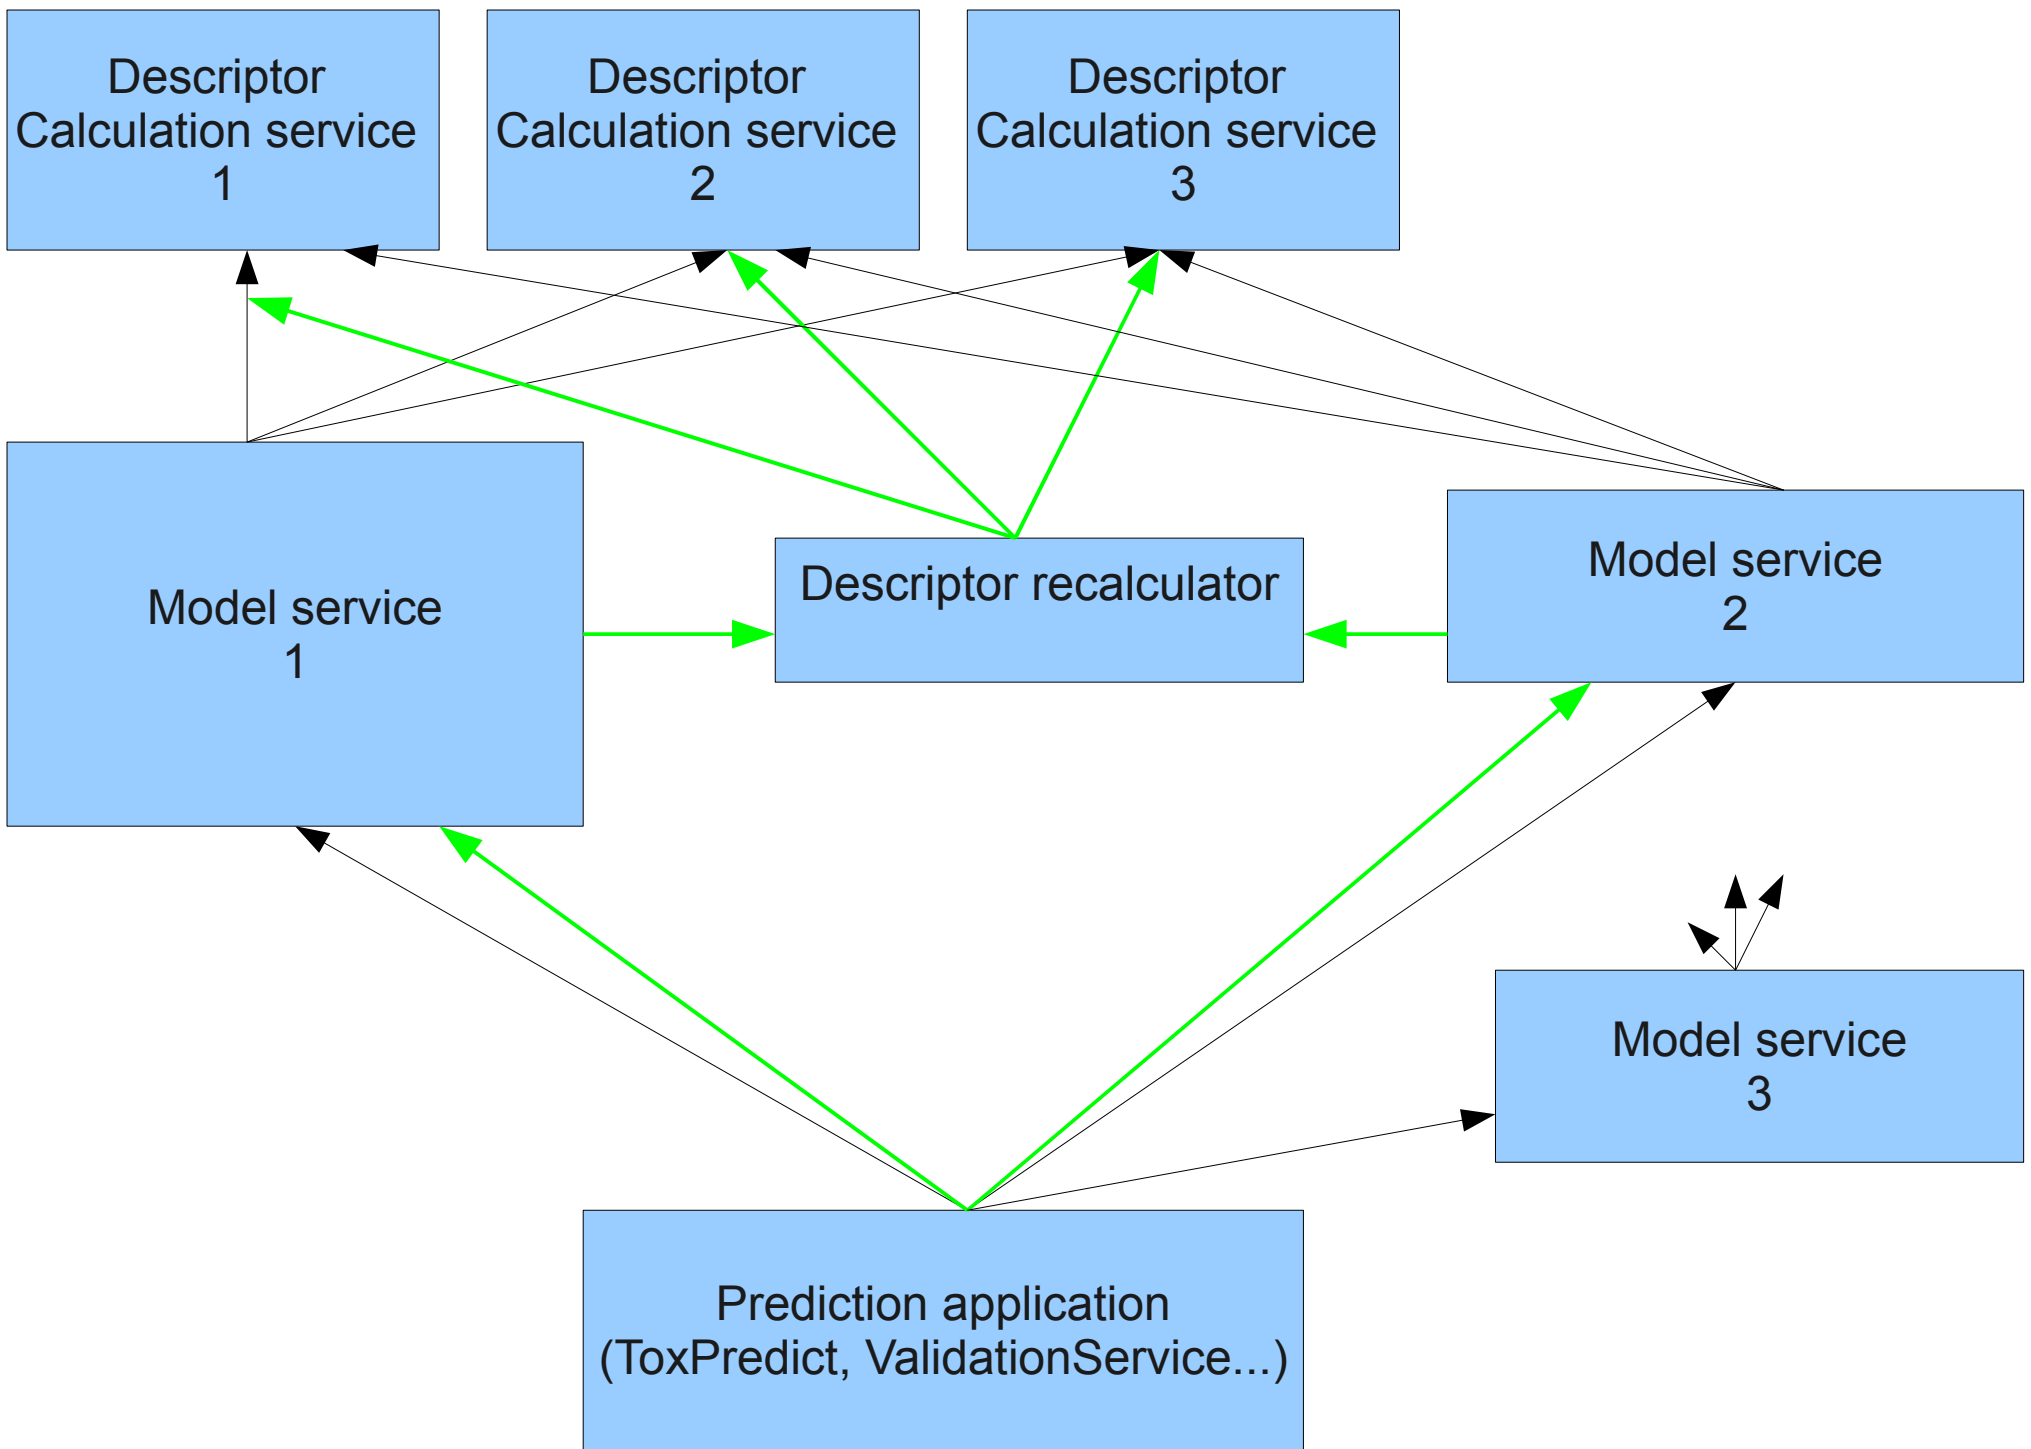 Descriptor
Calculation service
1
Descriptor
Calculation service
2
Descriptor
Calculation service
3
Model service
1
Descriptor recalculator
Model service
2
Model service
3
Prediction application
(ToxPredict, ValidationService...)